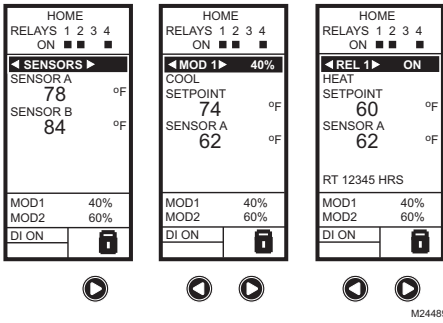 HOME
RELAYS 1 2 3 4
ON ■ ■ ■
◄ SENSORS ►
SENSOR A
78 ºF
SENSOR B
84 ºF
MOD1 40%
MOD2 60%
DI ON
HOME
RELAYS 1 2 3 4
ON ■ ■ ■
◄ MOD 1 ► 40%
COOL
SETPOINT
74 ºF
SENSOR A
62 ºF
MOD1 40%
MOD2 60%
DI ON
HOME
RELAYS 1 2 3 4
ON ■ ■ ■
◄ REL 1 ► ON
HEAT
SETPOINT
60 ºF
SENSOR A
62 ºF
RT 12345 HRS
MOD1 40%
MOD2 60%
DI ON